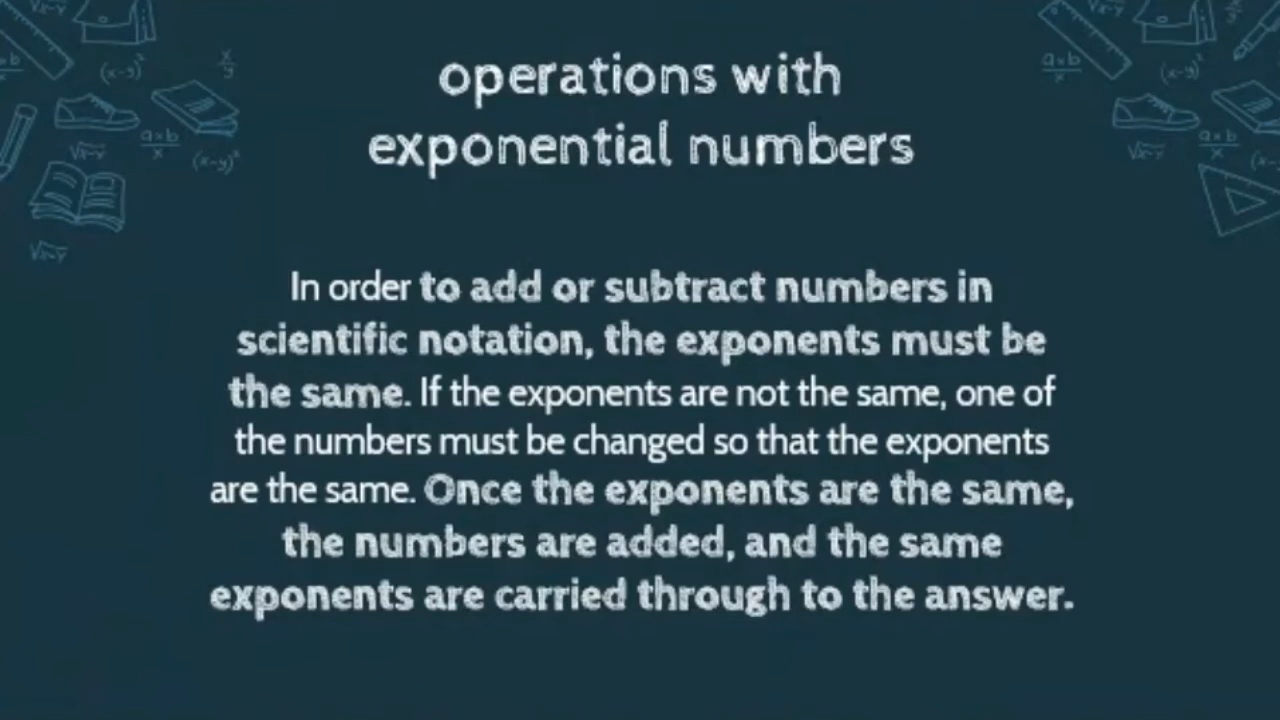 operations with
exponential numbers
In order to add or subtract numbers in
scientific notation, the exponents must be
the same. If the exponents are not the same, one of
the numbers must be changed so that the exponents
are the same. Once the exponents are the same,
the numbers are added, and the same
exponents are carried through to the answer.